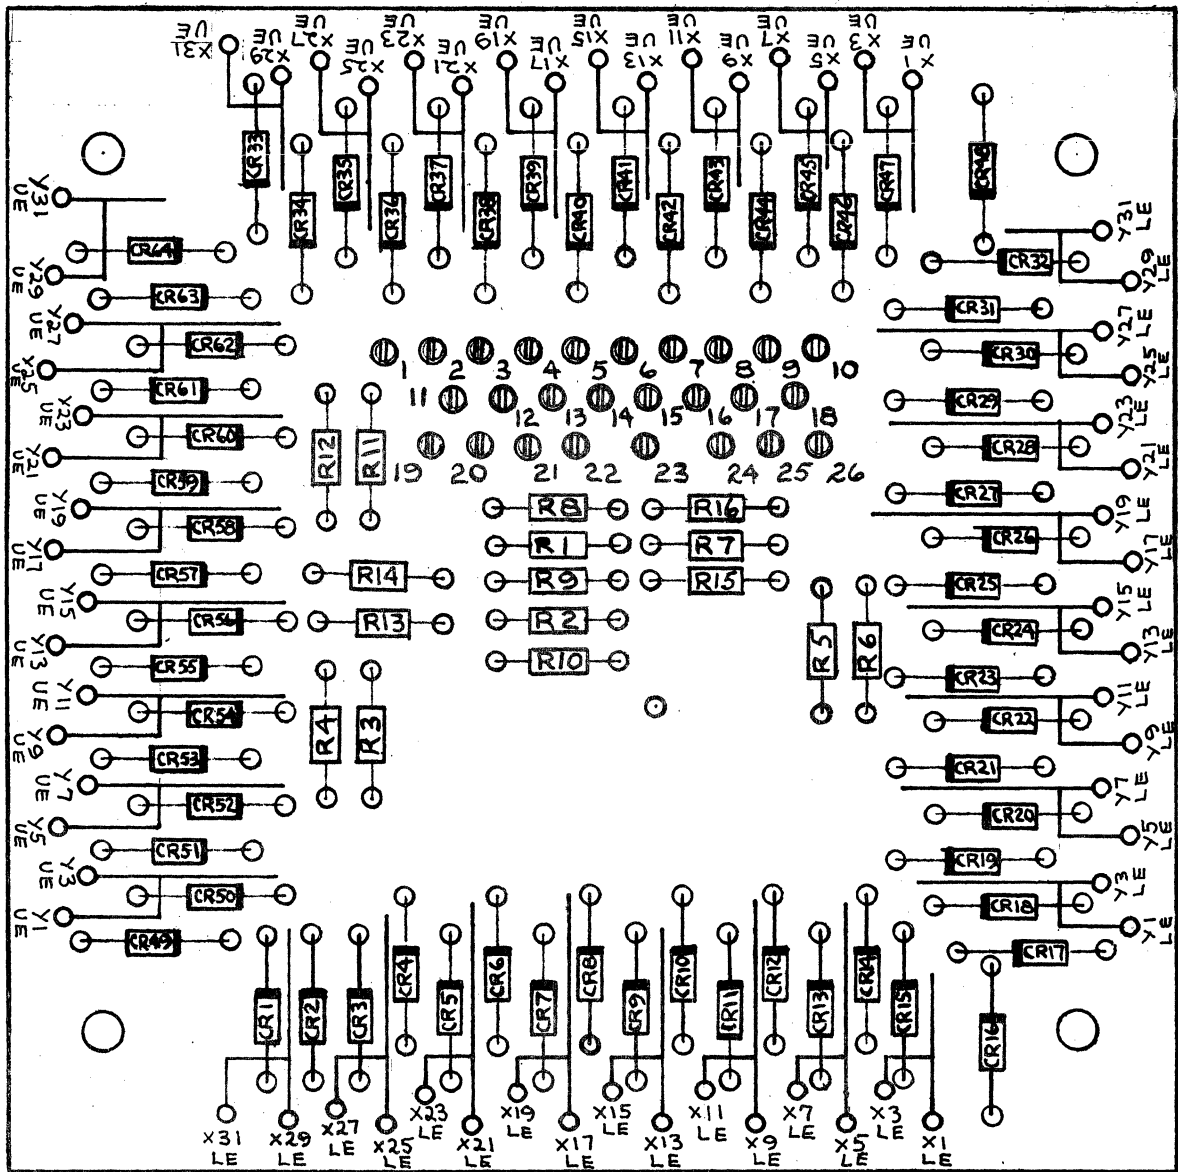 X31 UE
X29 UE
X27 UE
X25 UE
X23 UE
X21 UE
X19 UE
X17 UE
X15 UE
X13 UE
X11 UE
X9 UE
X7 UE
X5 UE
X3 UE
X1 UE
CR33
CR34
CR35
CR36
CR37
CR38
CR39
CR40
CR41
CR42
CR43
CR44
CR45
CR46
CR47
CR48
Y31 UE
CR64
Y29 UE
CR63
Y27 UE
CR62
Y25 UE
CR61
Y23 UE
CR60
Y21 UE
CR59
Y19 UE
CR58
Y17 UE
CR57
Y15 UE
CR56
Y13 UE
CR55
Y11 UE
CR54
Y9 UE
CR53
Y7 UE
CR52
Y5 UE
CR51
Y3 UE
CR50
Y1 UE
CR49
1 2 3 4 5 6 7 8 9 10
11 12 13 14 15 16 17 18
19 20 21 22 23 24 25 26
R12 R11
R8 R16
R1 R7
R14 R9 R15
R13 R2
R10
R5 R6
R4 R3
Y31 LE
CR32
Y29 LE
CR31
Y27 LE
CR30
Y25 LE
CR29
Y23 LE
CR28
Y21 LE
CR27
Y19 LE
CR26
Y17 LE
CR25
Y15 LE
CR24
Y13 LE
CR23
Y11 LE
CR22
Y9 LE
CR21
Y7 LE
CR20
Y5 LE
CR19
Y3 LE
CR18
Y1 LE
CR17
CR1
CR2
CR3
CR4
CR5
CR6
CR7
CR8
CR9
CR10
CR11
CR12
CR13
CR14
CR15
CR16
X31 LE
X29 LE
X27 LE
X25 LE
X23 LE
X21 LE
X19 LE
X17 LE
X15 LE
X13 LE
X11 LE
X9 LE
X7 LE
X5 LE
X3 LE
X1 LE